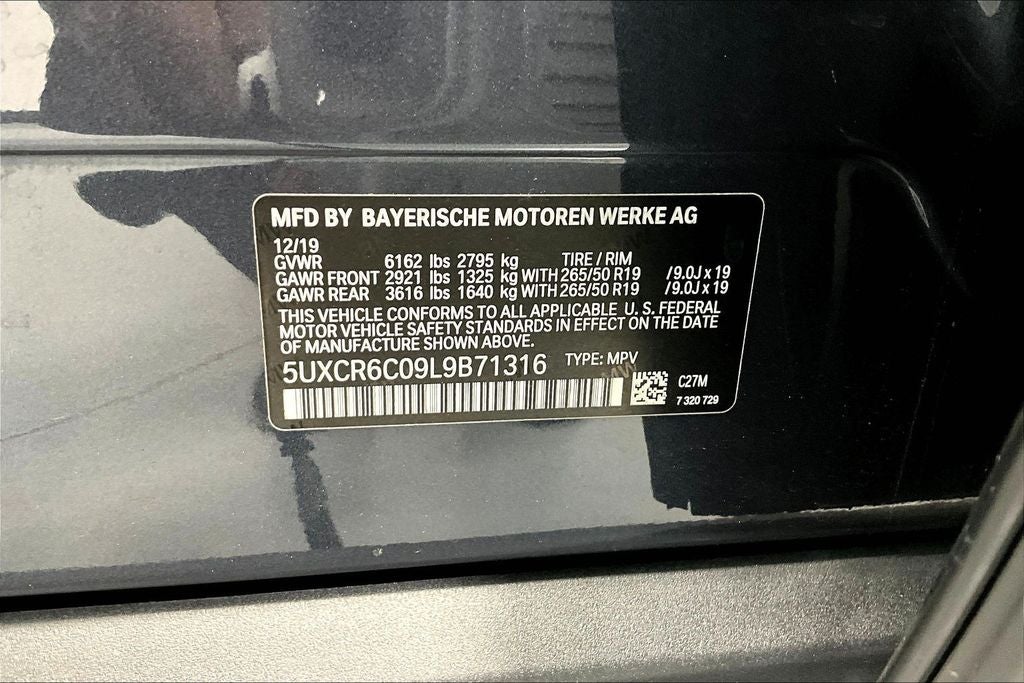 MFD BY BAYERISCHE MOTOREN WERKE AG
12/19
GVWR 6162 lbs 2795 kg TIRE / RIM
GAWR FRONT 2921 lbs 1325 kg WITH 265/50 R19 /9.0J x 19
GAWR REAR 3616 lbs 1640 kg WITH 265/50 R19 /9.0J x 19
THIS VEHICLE CONFORMS TO ALL APPLICABLE U. S. FEDERAL
MOTOR VEHICLE SAFETY STANDARDS IN EFFECT ON THE DATE
OF MANUFACTURE SHOWN ABOVE.
5UXCR6C09L9B71316 TYPE: MPV
C27M
7 320 729